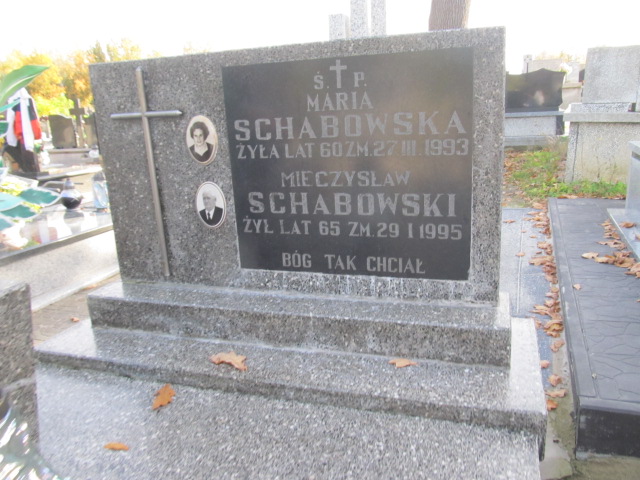 Ś. P.
MARIA
SCHABOWSKA
ŻYŁA LAT 60 ZM. 27 III. 1993
MIECZYSŁAW
SCHABOWSKI
ŻYŁ LAT 65 ZM. 29 I 1995
BÓG TAK CHCIAŁ